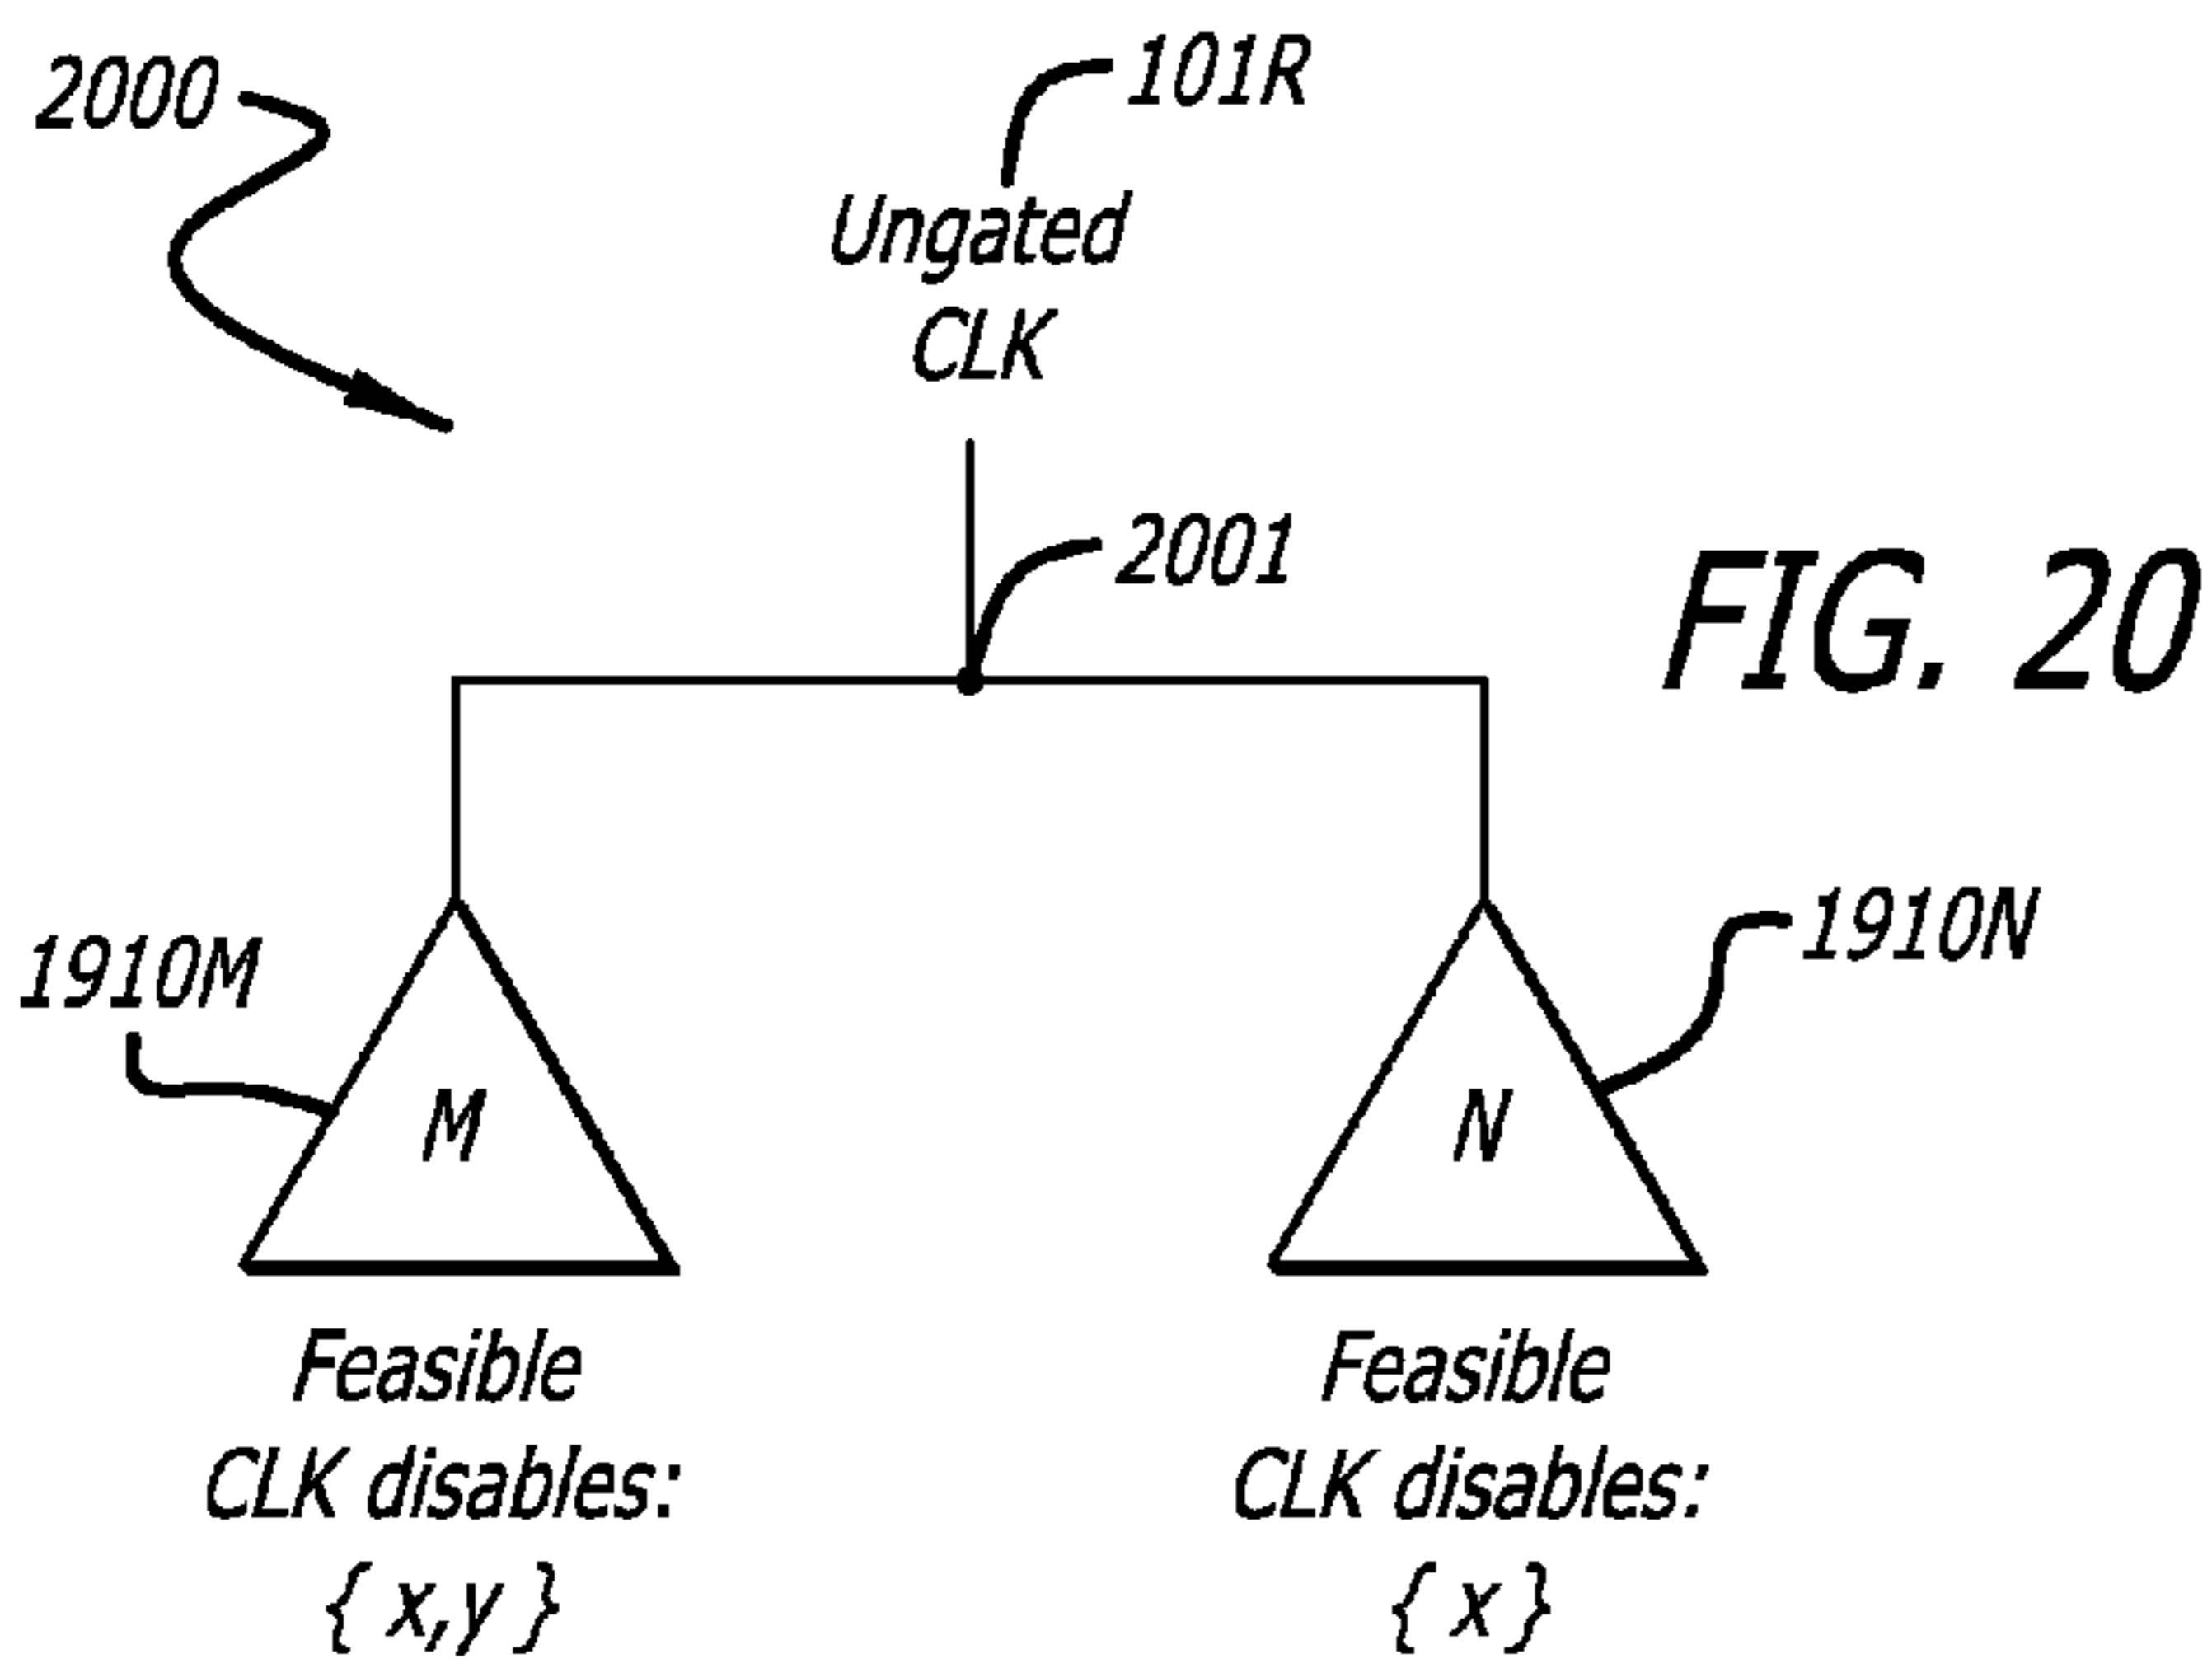 2000
101R
Ungated
CLK
2001
FIG. 20
1910M
1910N
M
N
Feasible
CLK disables:
{ x,y }
Feasible
CLK disables:
{ x }